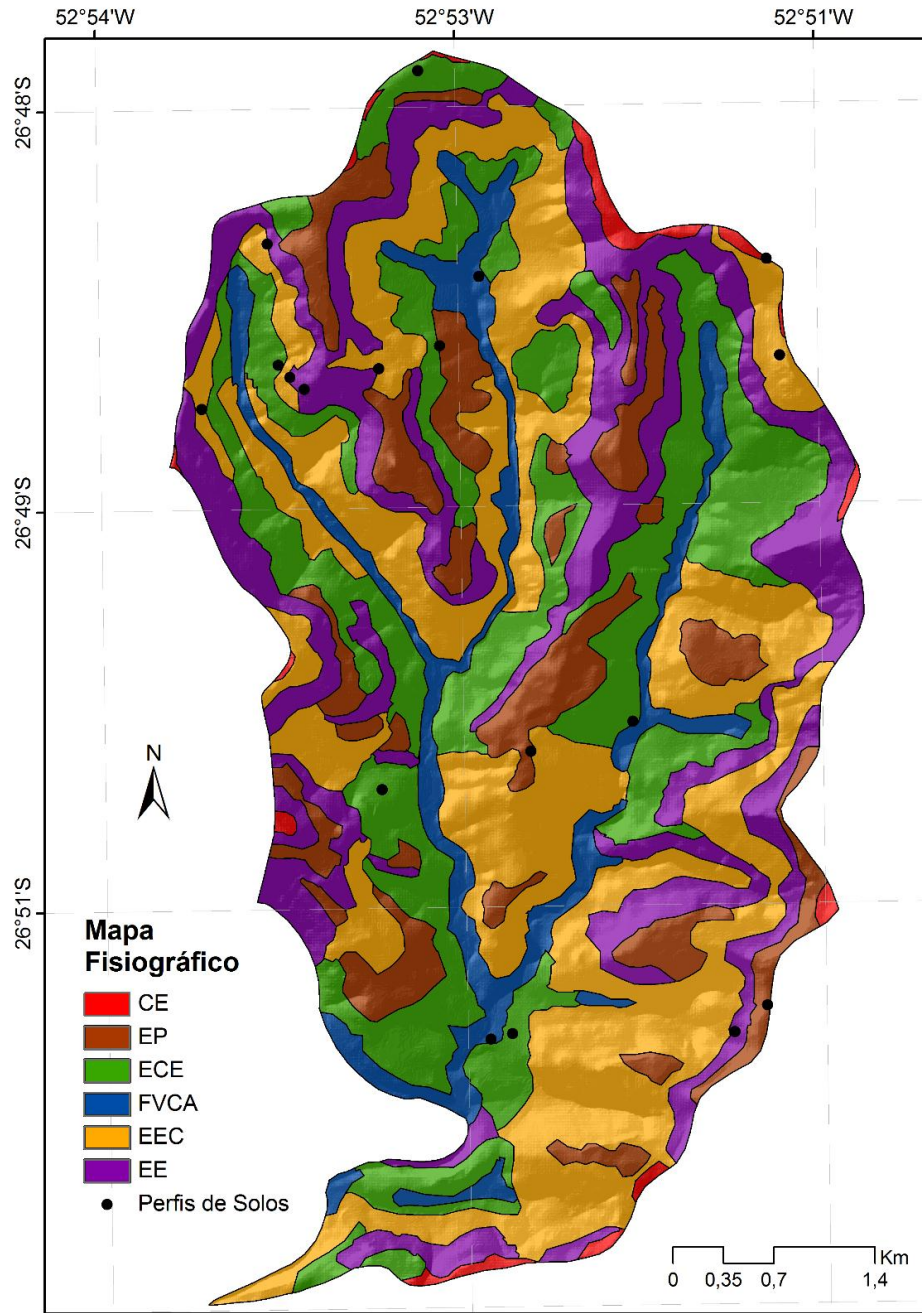 52°54'W 52°53'W 52°51'W
26°48'S
26°49'S
26°51'S
N
Mapa
Fisiográfico
CE
EP
ECE
FVCA
EEC
EE
Perfis de Solos
Km
0 0,35 0,7 1,4